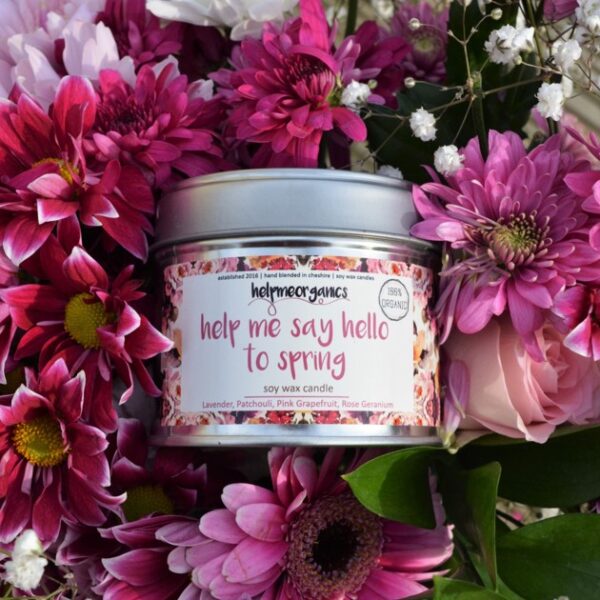 established 2016 | hand blended in cheshire | soy wax candles
helpmeorganics
100%
ORGANIC
help me say hello
to spring
soy wax candle
Lavender, Patchouli, Pink Grapefruit, Rose Geranium